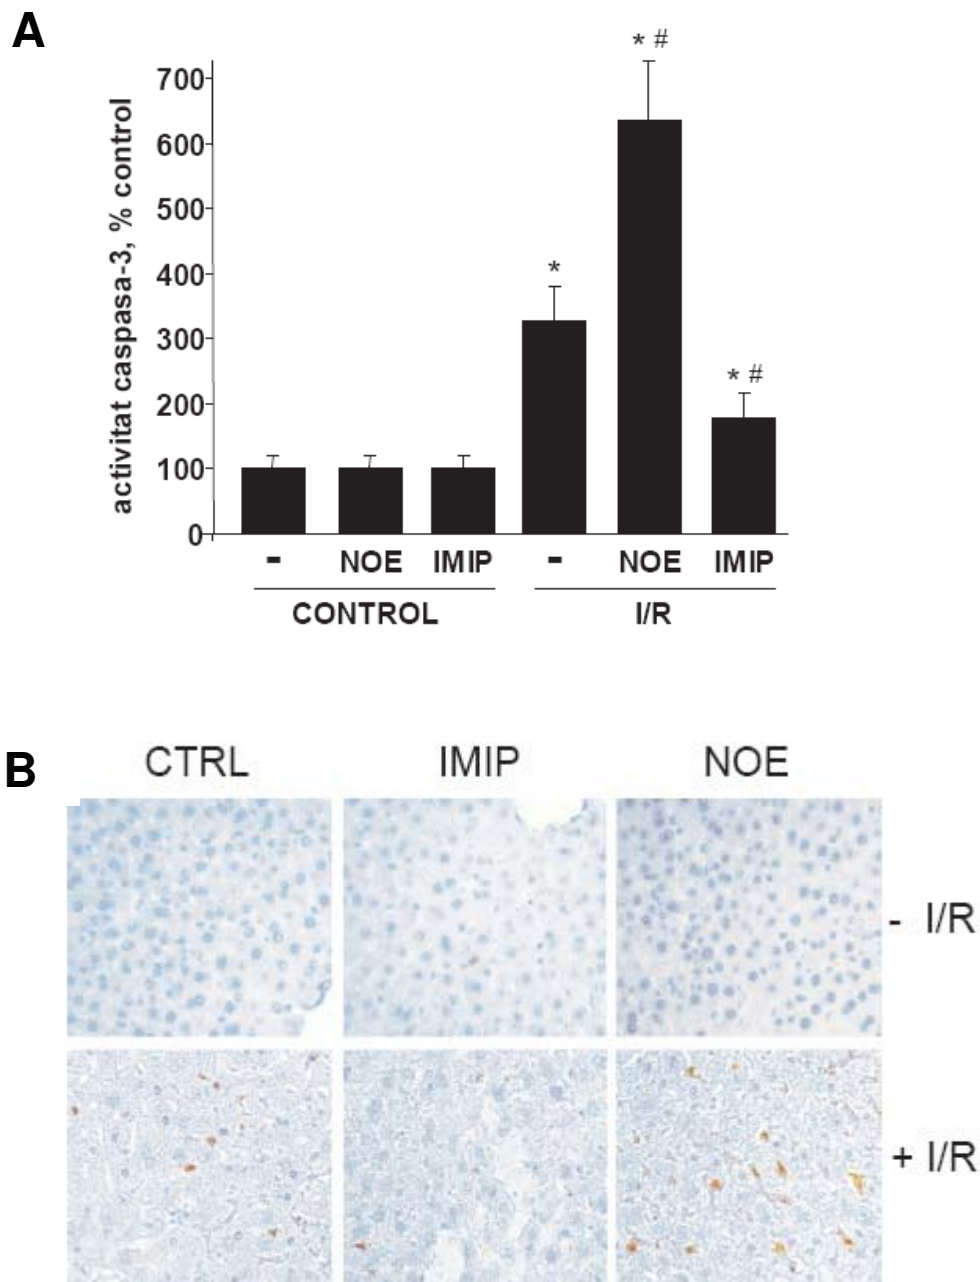 A
activitat caspasa-3, % control
700
600
500
400
300
200
100
0
* #
*
* #
- NOE IMIP - NOE IMIP
CONTROL I/R
B
CTRL IMIP NOE
- I/R
+ I/R